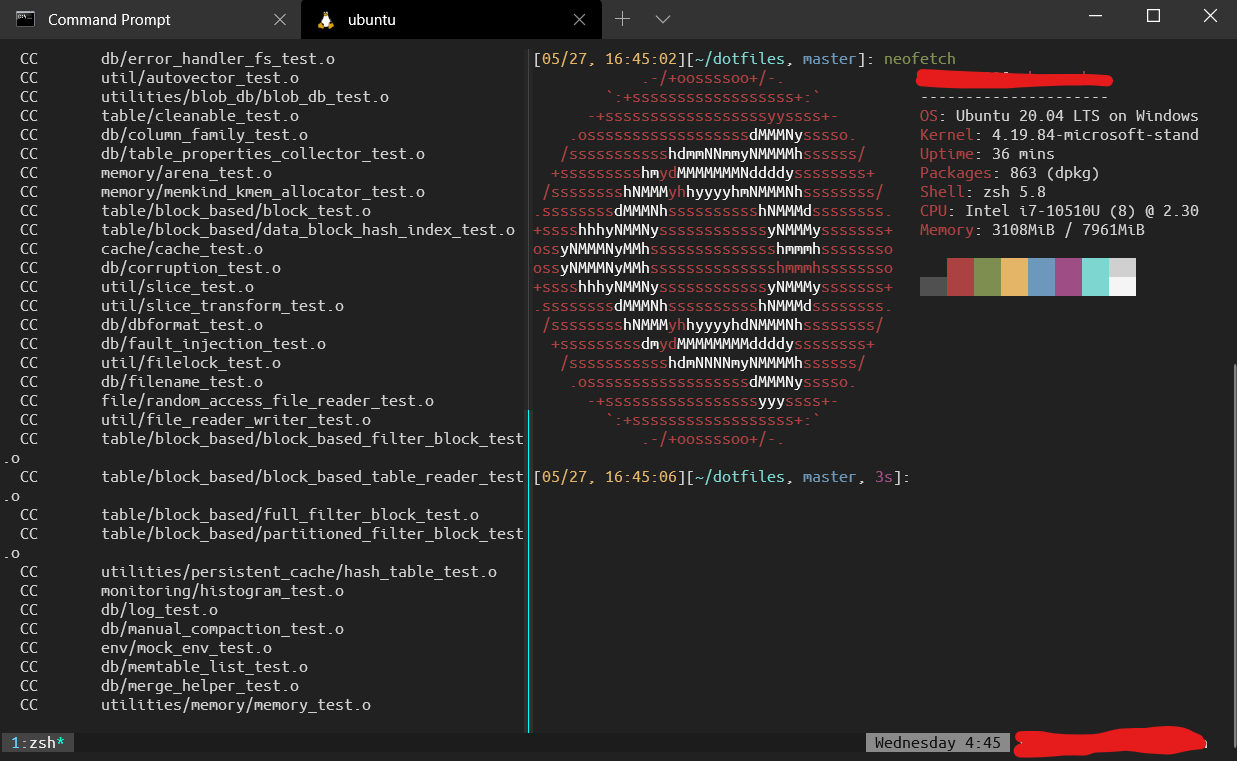 Command Prompt
ubuntu
CC db/error_handler_fs_test.o
CC util/autovector_test.o
CC utilities/blob_db/blob_db_test.o
CC table/cleanable_test.o
CC db/column_family_test.o
CC db/table_properties_collector_test.o
CC memory/arena_test.o
CC memory/memkind_kmem_allocator_test.o
CC table/block_based/block_test.o
CC table/block_based/data_block_hash_index_test.o
CC cache/cache_test.o
CC db/corruption_test.o
CC util/slice_test.o
CC util/slice_transform_test.o
CC db/dbformat_test.o
CC db/fault_injection_test.o
CC util/filelock_test.o
CC db/filename_test.o
CC file/random_access_file_reader_test.o
CC util/file_reader_writer_test.o
CC table/block_based/block_based_filter_block_test
.o
CC table/block_based/block_based_table_reader_test
.o
CC table/block_based/full_filter_block_test.o
CC table/block_based/partitioned_filter_block_test
.o
CC utilities/persistent_cache/hash_table_test.o
CC monitoring/histogram_test.o
CC db/log_test.o
CC db/manual_compaction_test.o
CC env/mock_env_test.o
CC db/memtable_list_test.o
CC db/merge_helper_test.o
CC utilities/memory/memory_test.o
[05/27, 16:45:02][~/dotfiles, master]: neofetch
.-/+oossssoo+/-.
`:+ssssssssssssssssss+:`
-+ssssssssssssssssssyyssss+-
.ossssssssssssssssssdMMMNysssso.
/ssssssssssshdmmNNmmyNMMMMhssssss/
+ssssssssshmydMMMMMMMNddddyssssssss+
/sssssssshNMMMyhhyyyyhmNMMMNhssssssss/
.ssssssssdMMMNhsssssssssshNMMMdssssssss.
+sssshhhyNMMNyssssssssssssyNMMMysssssss+
ossyNMMMNyMMhsssssssssssssshmmmhssssssso
ossyNMMMNyMMhsssssssssssssshmmmhssssssso
+sssshhhyNMMNyssssssssssssyNMMMysssssss+
.ssssssssdMMMNhsssssssssshNMMMdssssssss.
/sssssssshNMMMyhhyyyyhdNMMMNhssssssss/
+sssssssssdmydMMMMMMMMddddyssssssss+
/ssssssssssshdmNNNNmyNMMMMhssssss/
.ossssssssssssssssssdMMMNysssso.
-+sssssssssssssssssyyyssss+-
`:+ssssssssssssssssss+:`
.-/+oossssoo+/-.
---------------------
OS: Ubuntu 20.04 LTS on Windows
Kernel: 4.19.84-microsoft-stand
Uptime: 36 mins
Packages: 863 (dpkg)
Shell: zsh 5.8
CPU: Intel i7-10510U (8) @ 2.30
Memory: 3108MiB / 7961MiB
[05/27, 16:45:06][~/dotfiles, master, 3s]:
1:zsh*
Wednesday 4:45